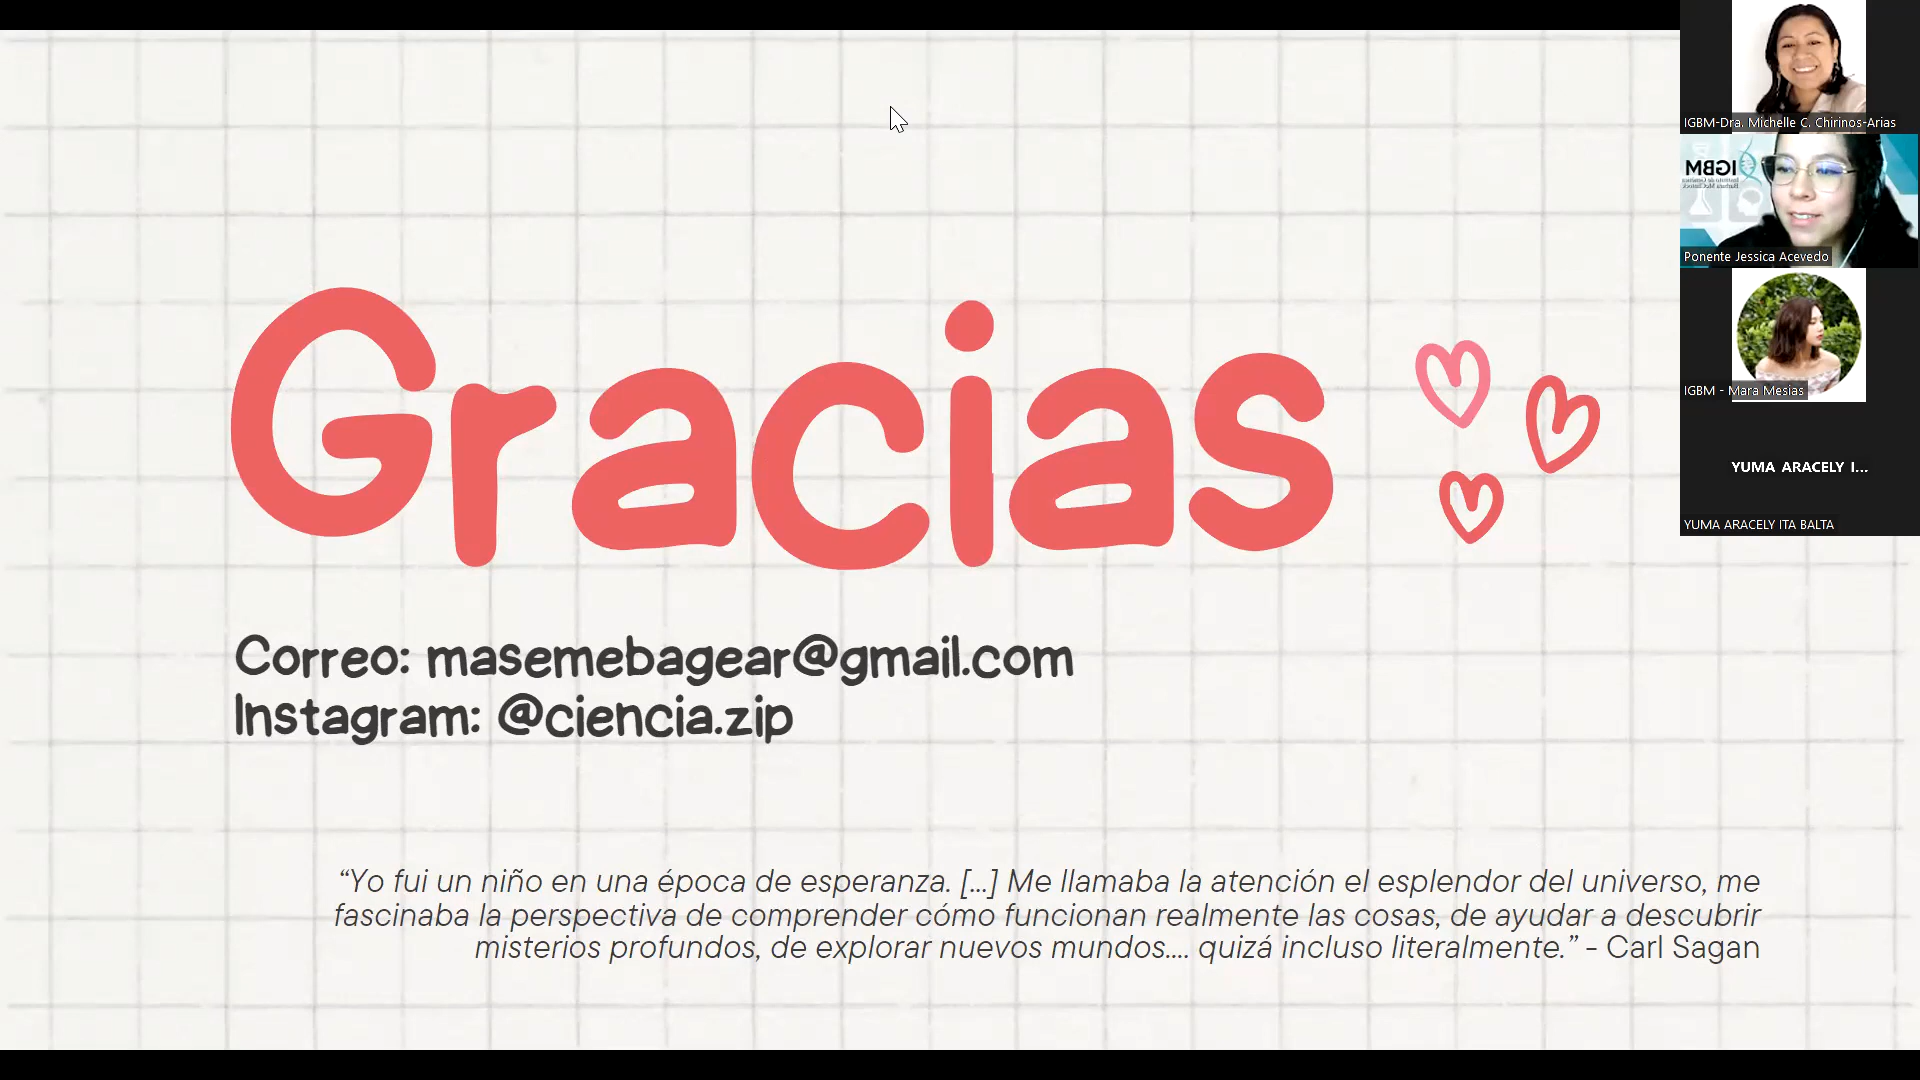 Gracias
Correo: masemebagear@gmail.com
Instagram: @ciencia.zip
“Yo fui un niño en una época de esperanza. [...] Me llamaba la atención el esplendor del universo, me
fascinaba la perspectiva de comprender cómo funcionan realmente las cosas, de ayudar a descubrir
misterios profundos, de explorar nuevos mundos.... quizá incluso literalmente.” - Carl Sagan
IGBM-Dra. Michelle C. Chirinos-Arias
IGBM
Ponente Jessica Acevedo
IGBM - Mara Mesias
YUMA ARACELY I...
YUMA ARACELY ITA BALTA